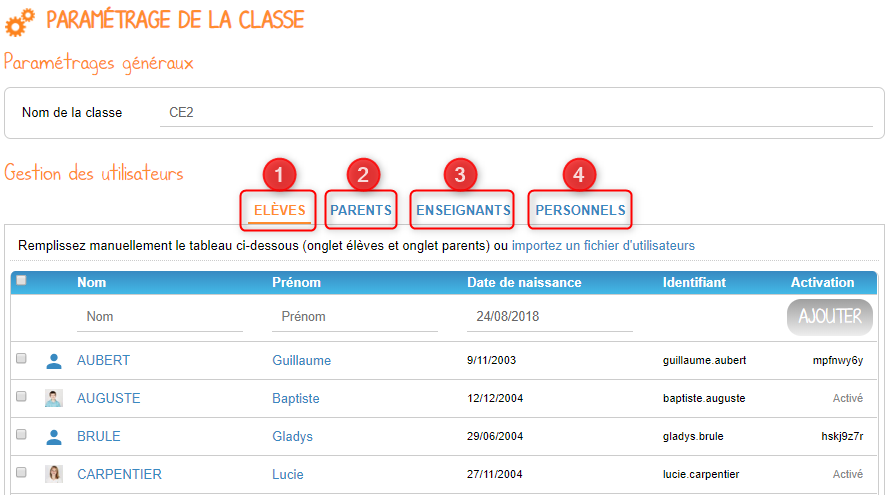 PARAMÉTRAGE DE LA CLASSE
Paramétrages généraux
Nom de la classe CE2
Gestion des utilisateurs
1 2 3 4
ELÈVES PARENTS ENSEIGNANTS PERSONNELS
Remplissez manuellement le tableau ci-dessous (onglet élèves et onglet parents) ou importez un fichier d'utilisateurs
Nom Prénom Date de naissance Identifiant Activation
Nom Prénom 24/08/2018 AJOUTER
AUBERT Guillaume 9/11/2003 guillaume.aubert mpfnwy6y
AUGUSTE Baptiste 12/12/2004 baptiste.auguste Activé
BRULE Gladys 29/06/2004 gladys.brule hskj9z7r
CARPENTIER Lucie 27/11/2004 lucie.carpentier Activé